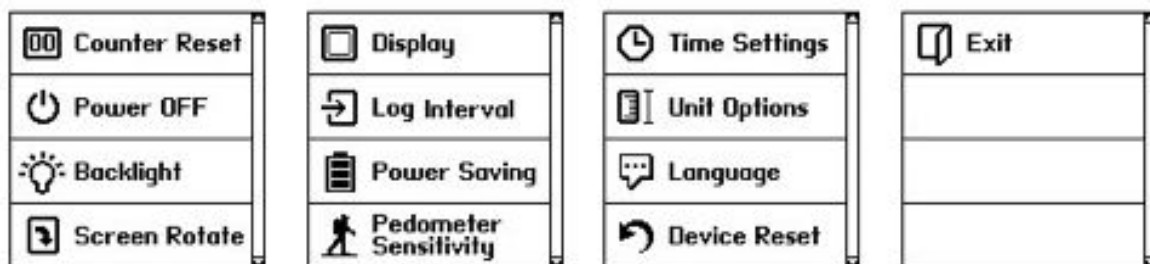 Counter Reset
Power OFF
Backlight
Screen Rotate
Display
Log Interval
Power Saving
Pedometer
Sensitivity
Time Settings
Unit Options
Language
Device Reset
Exit